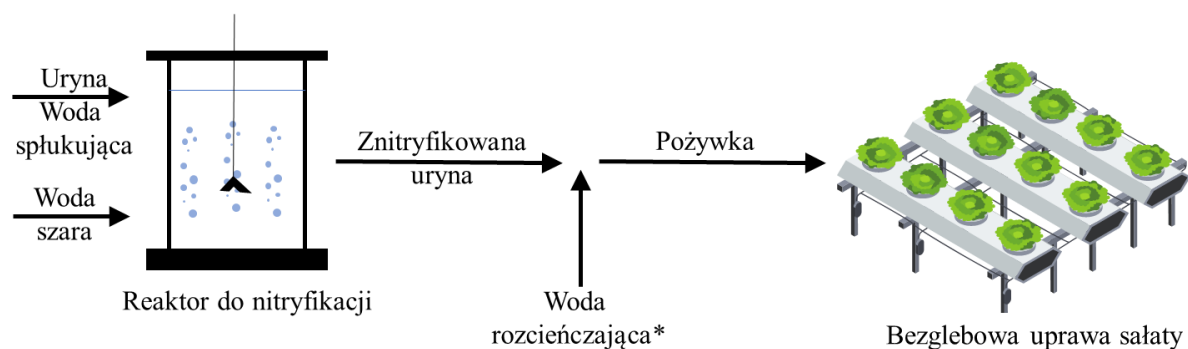 Uryna
Woda
spłukująca
Woda
szara
Reaktor do nitryfikacji
Znitryfikowana
uryna
Woda
rozcieńczająca*
Pożywka
Bezglebowa uprawa sałaty